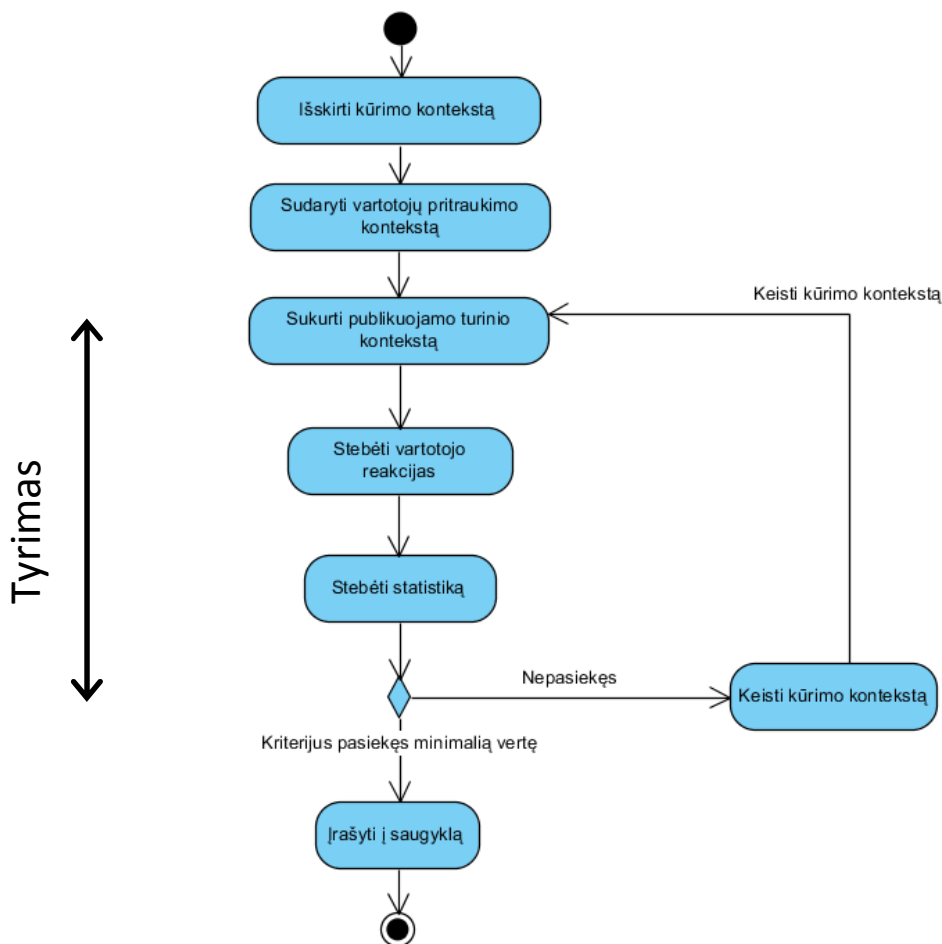 Išskirti kūrimo kontekstą
Sudaryti vartotojų pritraukimo
kontekstą
Keisti kūrimo kontekstą
Sukurti publikuojamo turinio
kontekstą
Tyrimas
Stebėti vartotojo
reakcijas
Stebėti statistiką
Nepasiekęs
Keisti kūrimo kontekstą
Kriterijus pasiekęs minimalią vertę
Įrašyti į saugyklą